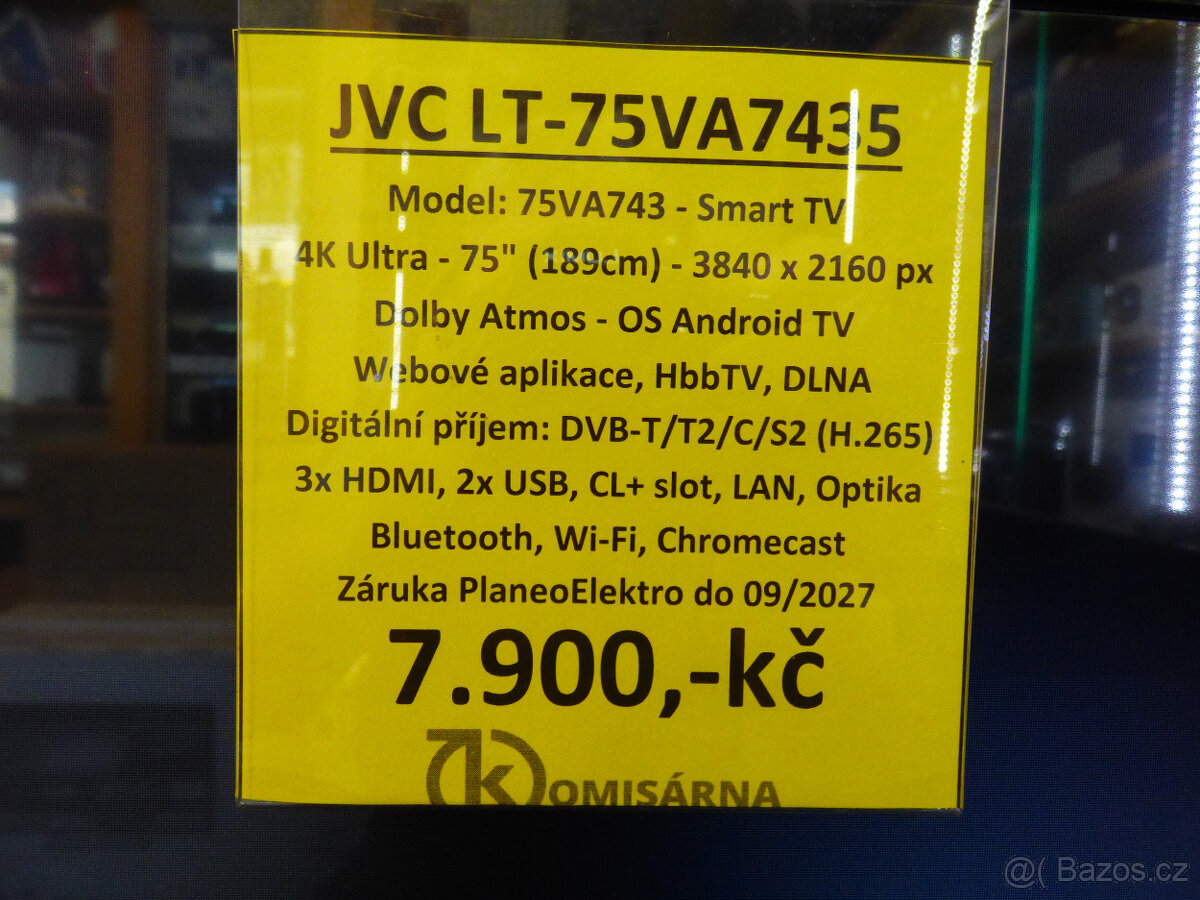 JVC LT-75VA7435
Model: 75VA743 - Smart TV
4K Ultra - 75" (189cm) - 3840 x 2160 px
Dolby Atmos - OS Android TV
Webové aplikace, HbbTV, DLNA
Digitální příjem: DVB-T/T2/C/S2 (H.265)
3x HDMI, 2x USB, CL+ slot, LAN, Optika
Bluetooth, Wi-Fi, Chromecast
Záruka PlaneoElektro do 09/2027
7.900,-kč
KOMISÁRNA
@( Bazos.cz